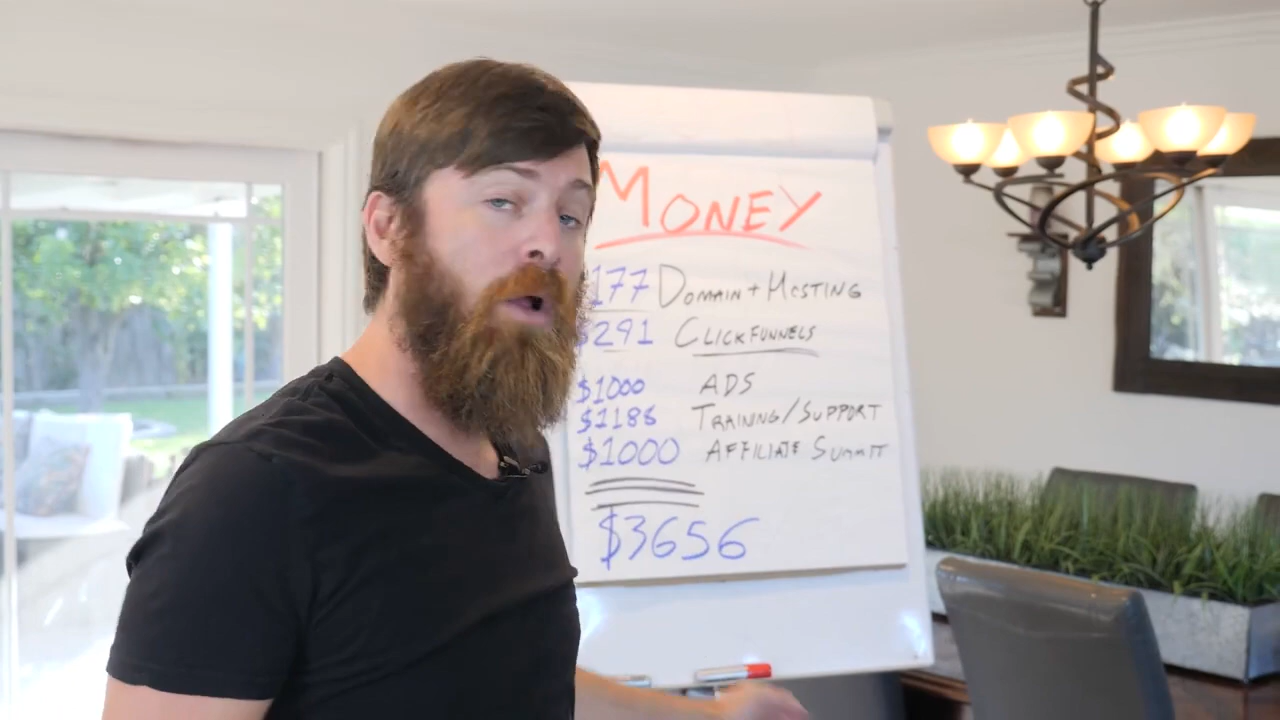 MONEY
$177 DOMAIN + HOSTING
$291 CLICKFUNNELS
$1000 ADS
$1188 TRAINING/SUPPORT
$1000 AFFILIATE SUMMIT
$3656